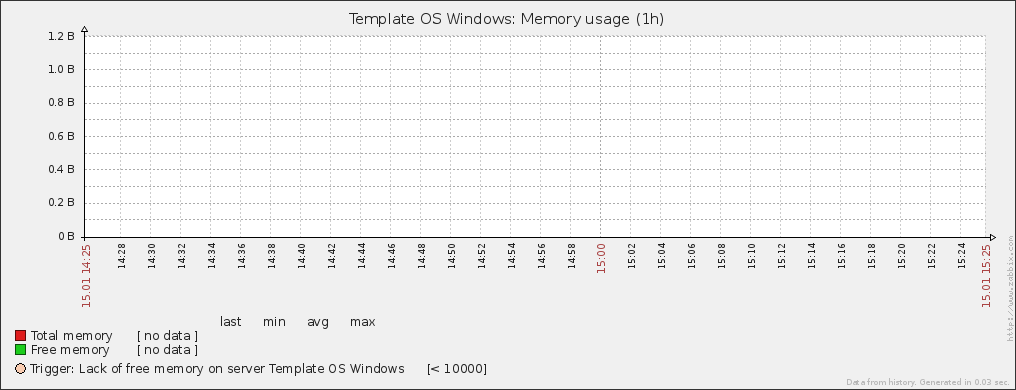 Template OS Windows: Memory usage (1h)
1.2 B
1.0 B
0.8 B
0.6 B
0.4 B
0.2 B
0 B
15.01 14:25
14:28
14:30
14:32
14:34
14:36
14:38
14:40
14:42
14:44
14:46
14:48
14:50
14:52
14:54
14:56
14:58
15:00
15:02
15:04
15:06
15:08
15:10
15:12
15:14
15:16
15:18
15:20
15:22
15:24
15.01 15:25
http://www.zabbix.com
last min avg max
Total memory [ no data ]
Free memory [ no data ]
Trigger: Lack of free memory on server Template OS Windows [< 10000]
Data from history. Generated in 0.03 sec.